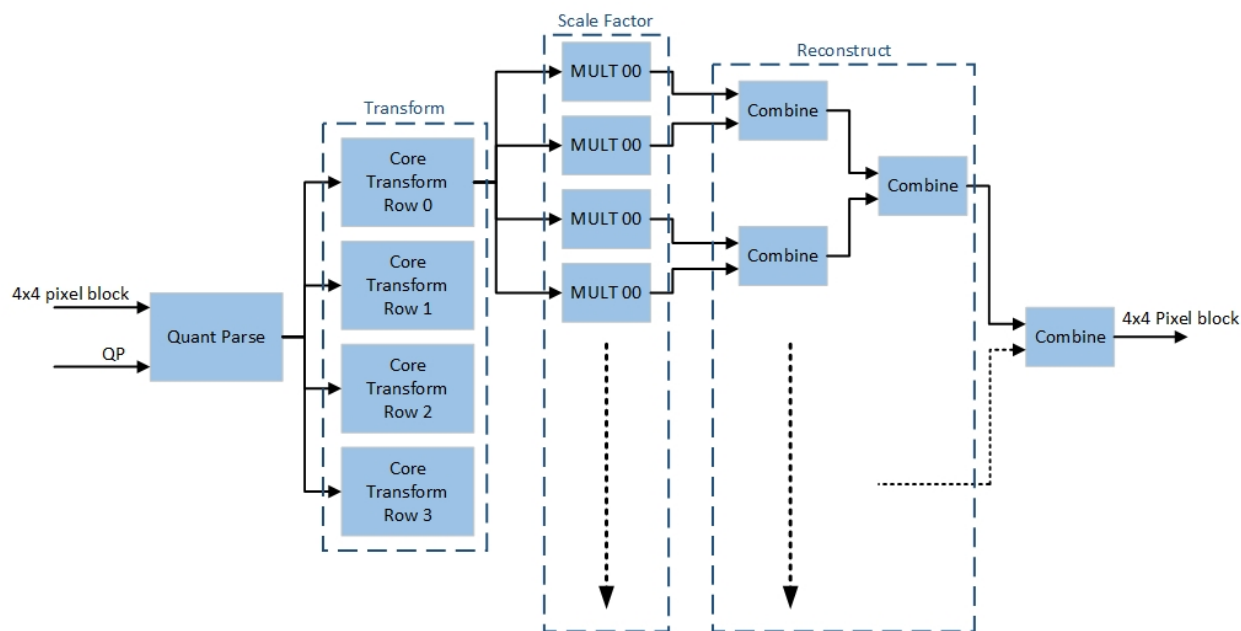 Scale Factor
MULT 00
MULT 00
MULT 00
MULT 00
Reconstruct
Combine
Combine
Combine
Transform
Core
Transform
Row 0
Core
Transform
Row 1
Core
Transform
Row 2
Core
Transform
Row 3
4x4 pixel block
QP
Quant Parse
Combine
4x4 Pixel block